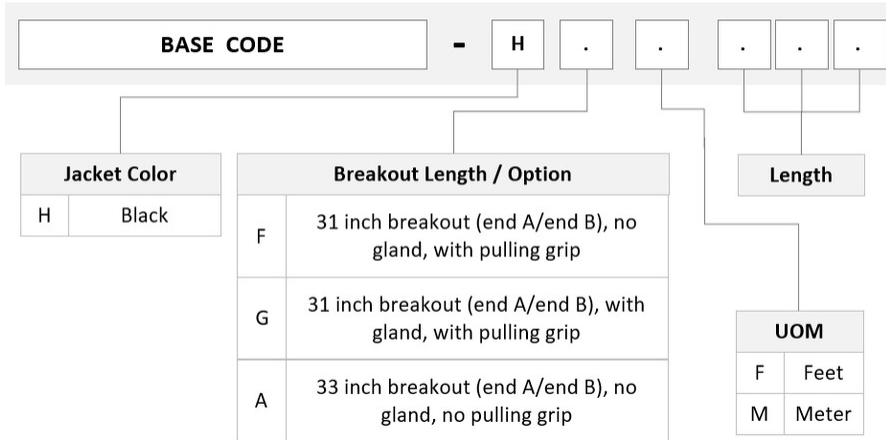 BASE CODE - H . . . . .
Jacket Color
H Black
Breakout Length / Option
F 31 inch breakout (end A/end B), no
gland, with pulling grip
G 31 inch breakout (end A/end B), with
gland, with pulling grip
A 33 inch breakout (end A/end B), no
gland, no pulling grip
Length
UOM
F Feet
M Meter